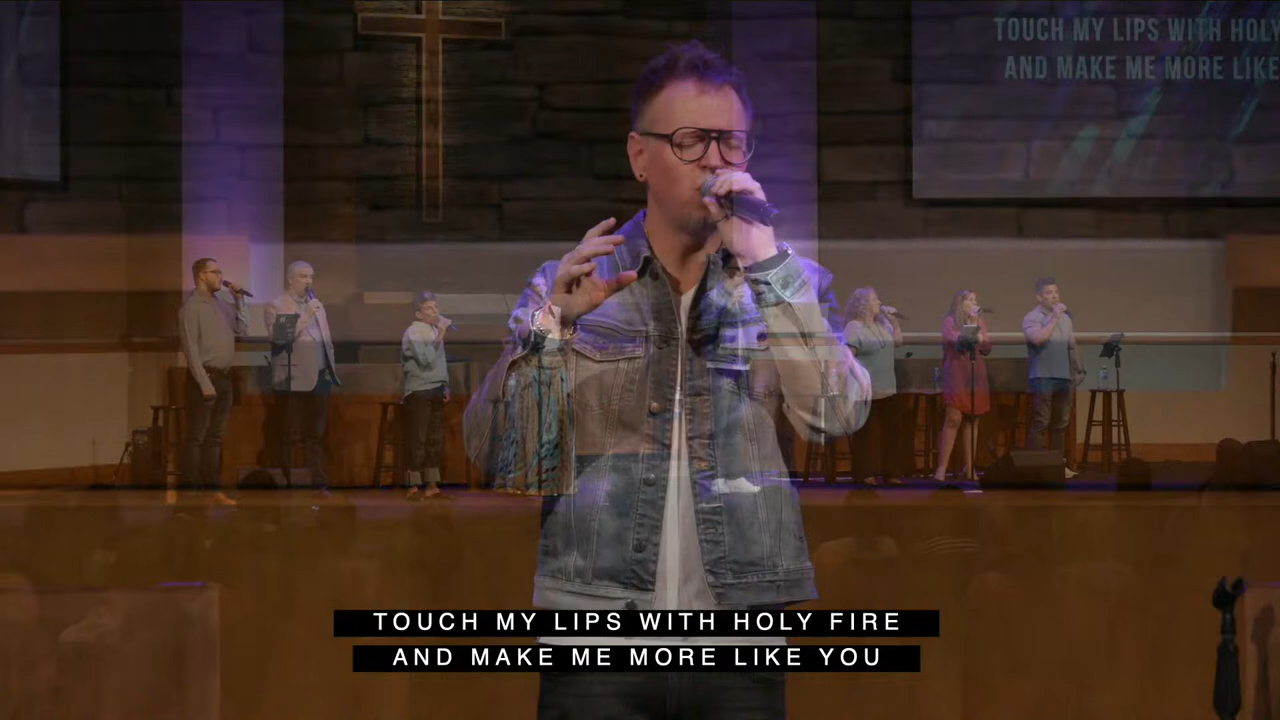 TOUCH MY LIPS WITH HOLY
AND MAKE ME MORE LIKE
TOUCH MY LIPS WITH HOLY FIRE
AND MAKE ME MORE LIKE YOU